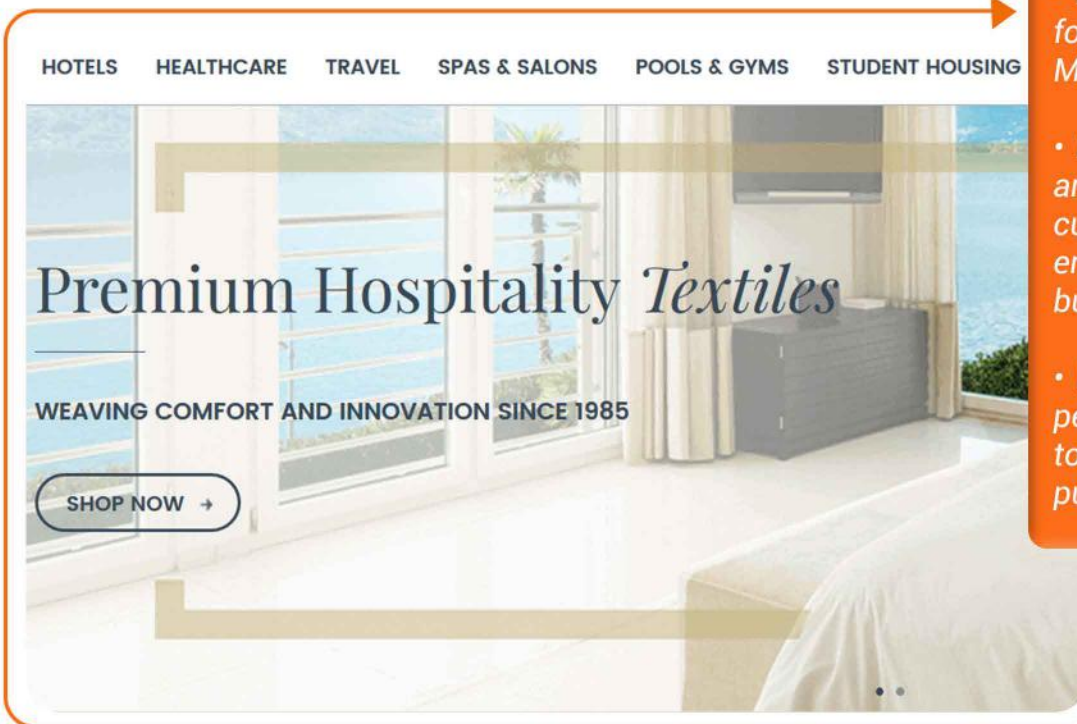 HOTELS HEALTHCARE TRAVEL SPAS & SALONS POOLS & GYMS STUDENT HOUSING
Premium Hospitality Textiles
WEAVING COMFORT AND INNOVATION SINCE 1985
SHOP NOW →